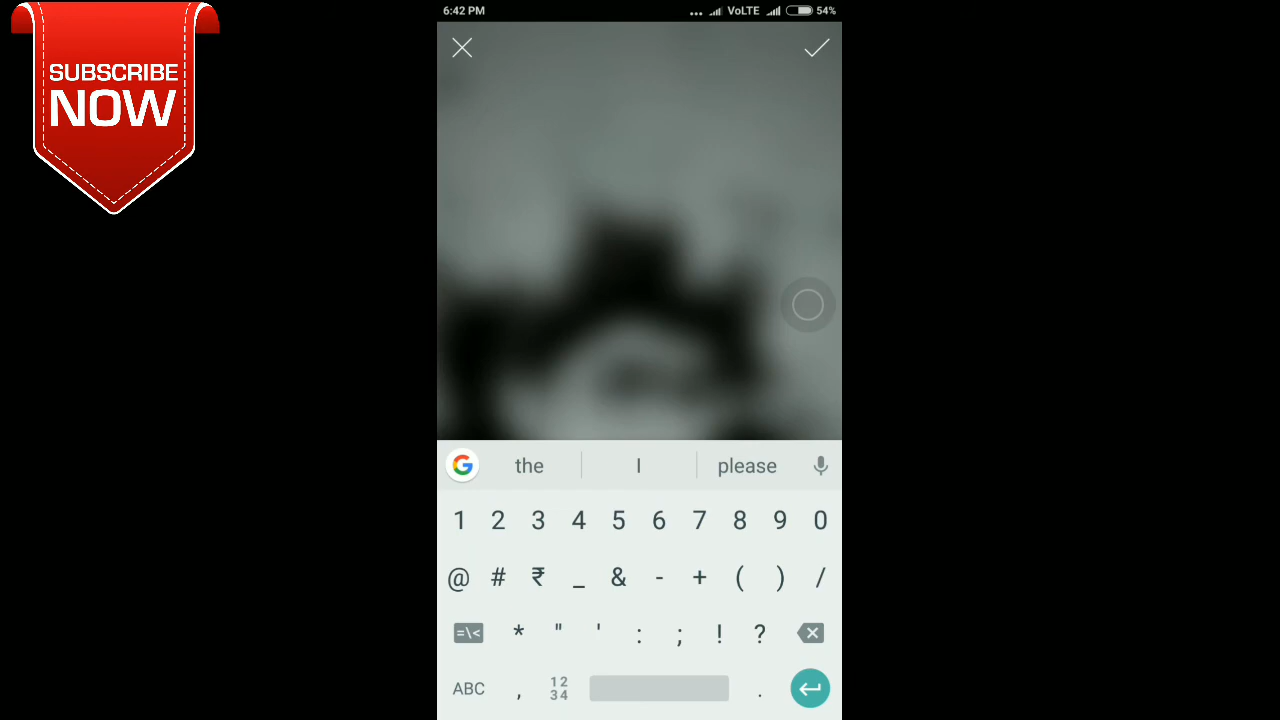 6:42 PM ... VoLTE 54%
SUBSCRIBE
NOW
G the I please
1 2 3 4 5 6 7 8 9 0
@ # ₹ _ & - + ( ) /
=\< * " ' : ; ! ?
ABC , 12 34 .